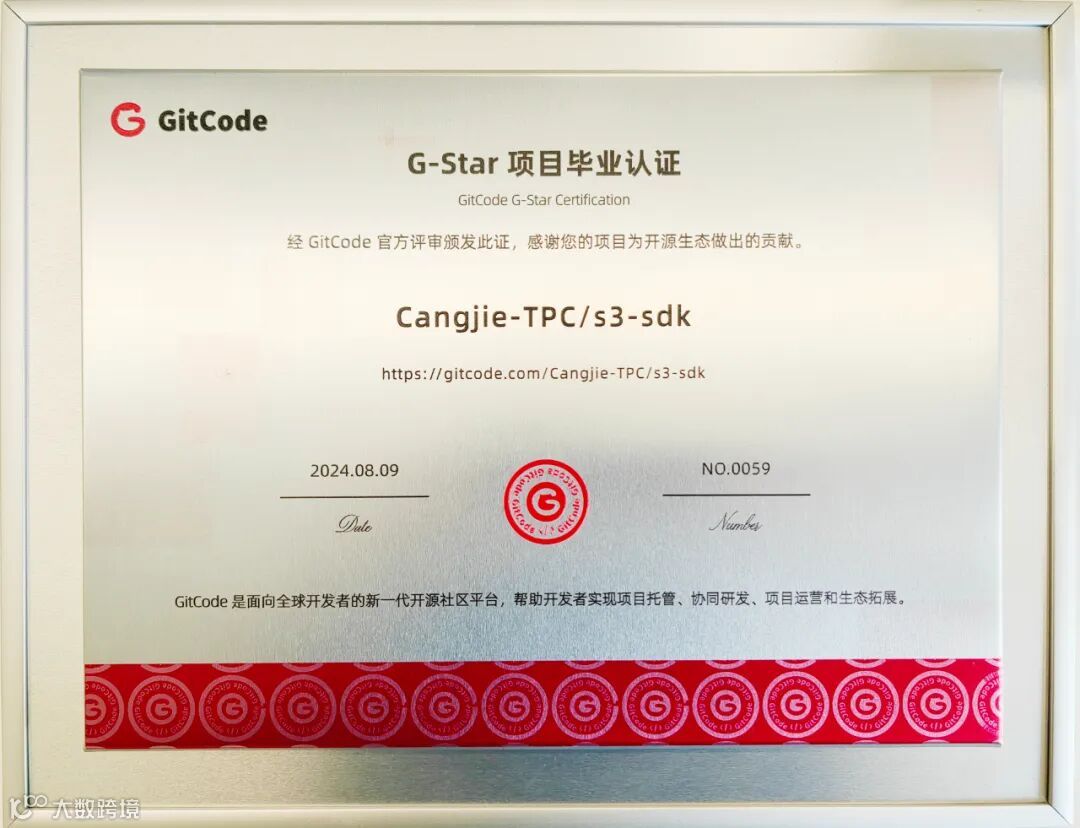 GitCode
G-Star 项目毕业认证
GitCode G-Star Certification
经 GitCode 官方评审颁发此证，感谢您的项目为开源生态做出的贡献。
Cangjie-TPC/s3-sdk
https://gitcode.com/Cangjie-TPC/s3-sdk
2024.08.09
Date
NO.0059
Number
GitCode </> GitCode </> GitCode
GitCode 是面向全球开发者的新一代开源社区平台，帮助开发者实现项目托管、协同研发、项目运营和生态拓展。
大数跨境